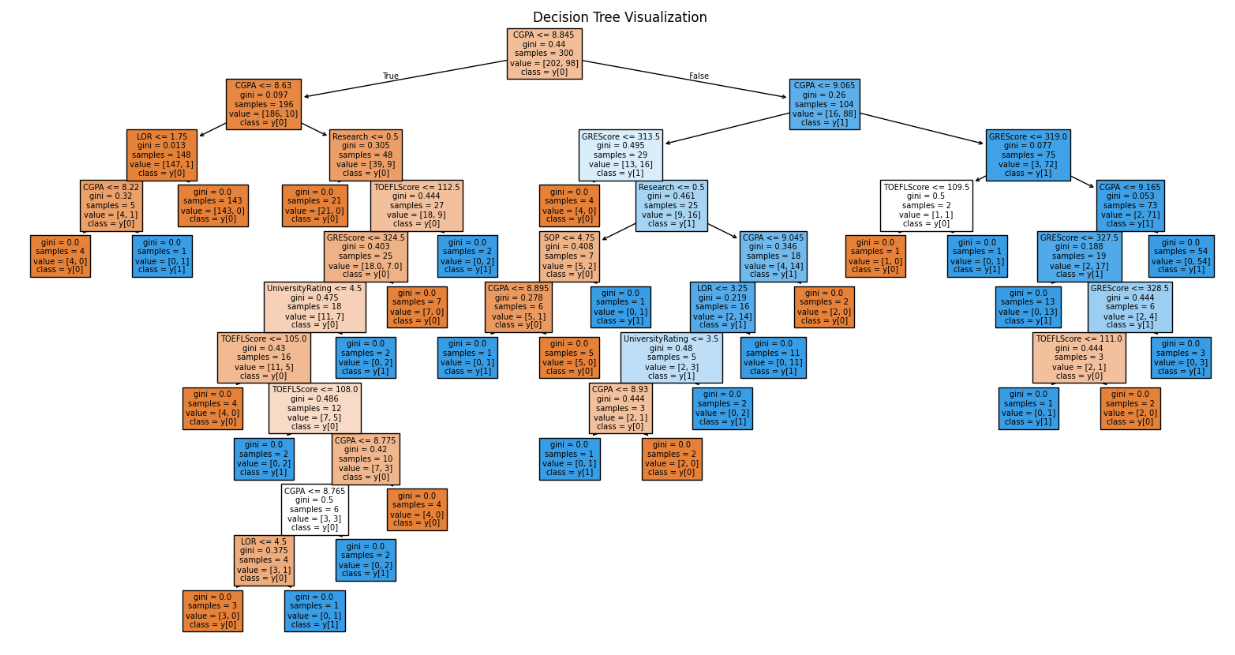 Decision Tree Visualization
CGPA <= 8.845
gini = 0.44
samples = 300
value = [202, 98]
class = y[0]
True
False
CGPA <= 8.63
gini = 0.097
samples = 196
value = [186, 10]
class = y[0]
CGPA <= 9.065
gini = 0.26
samples = 104
value = [16, 88]
class = y[1]
LOR <= 1.75
gini = 0.013
samples = 148
value = [147, 1]
class = y[0]
Research <= 0.5
gini = 0.305
samples = 48
value = [39, 9]
class = y[0]
GREScore <= 313.5
gini = 0.495
samples = 29
value = [13, 16]
class = y[1]
GREScore <= 319.0
gini = 0.077
samples = 75
value = [3, 72]
class = y[1]
CGPA <= 8.22
gini = 0.32
samples = 5
value = [4, 1]
class = y[0]
gini = 0.0
samples = 143
value = [143, 0]
class = y[0]
gini = 0.0
samples = 21
value = [21, 0]
class = y[0]
TOEFLScore <= 112.5
gini = 0.444
samples = 27
value = [18, 9]
class = y[0]
gini = 0.0
samples = 4
value = [4, 0]
class = y[0]
Research <= 0.5
gini = 0.461
samples = 25
value = [9, 16]
class = y[1]
TOEFLScore <= 109.5
gini = 0.5
samples = 2
value = [1, 1]
class = y[0]
CGPA <= 9.165
gini = 0.053
samples = 73
value = [2, 71]
class = y[1]
gini = 0.0
samples = 4
value = [4, 0]
class = y[0]
gini = 0.0
samples = 1
value = [0, 1]
class = y[1]
GREScore <= 324.5
gini = 0.403
samples = 25
value = [18.0, 7.0]
class = y[0]
gini = 0.0
samples = 2
value = [0, 2]
class = y[1]
SOP <= 4.75
gini = 0.408
samples = 7
value = [5, 2]
class = y[0]
CGPA <= 9.045
gini = 0.346
samples = 18
value = [4, 14]
class = y[1]
gini = 0.0
samples = 1
value = [1, 0]
class = y[0]
gini = 0.0
samples = 1
value = [0, 1]
class = y[1]
GREScore <= 327.5
gini = 0.188
samples = 19
value = [2, 17]
class = y[1]
gini = 0.0
samples = 54
value = [0, 54]
class = y[1]
UniversityRating <= 4.5
gini = 0.475
samples = 18
value = [11, 7]
class = y[0]
gini = 0.0
samples = 7
value = [7, 0]
class = y[0]
CGPA <= 8.895
gini = 0.278
samples = 6
value = [5, 1]
class = y[0]
gini = 0.0
samples = 1
value = [0, 1]
class = y[1]
LOR <= 3.25
gini = 0.219
samples = 16
value = [2, 14]
class = y[1]
gini = 0.0
samples = 2
value = [2, 0]
class = y[0]
gini = 0.0
samples = 13
value = [0, 13]
class = y[1]
GREScore <= 328.5
gini = 0.444
samples = 6
value = [2, 4]
class = y[1]
TOEFLScore <= 105.0
gini = 0.43
samples = 16
value = [11, 5]
class = y[0]
gini = 0.0
samples = 2
value = [0, 2]
class = y[1]
gini = 0.0
samples = 1
value = [0, 1]
class = y[1]
gini = 0.0
samples = 5
value = [5, 0]
class = y[0]
UniversityRating <= 3.5
gini = 0.48
samples = 5
value = [2, 3]
class = y[1]
gini = 0.0
samples = 11
value = [0, 11]
class = y[1]
TOEFLScore <= 111.0
gini = 0.444
samples = 3
value = [2, 1]
class = y[0]
gini = 0.0
samples = 3
value = [0, 3]
class = y[1]
gini = 0.0
samples = 4
value = [4, 0]
class = y[0]
TOEFLScore <= 108.0
gini = 0.486
samples = 12
value = [7, 5]
class = y[0]
CGPA <= 8.93
gini = 0.444
samples = 3
value = [2, 1]
class = y[0]
gini = 0.0
samples = 2
value = [0, 2]
class = y[1]
gini = 0.0
samples = 1
value = [0, 1]
class = y[1]
gini = 0.0
samples = 2
value = [2, 0]
class = y[0]
gini = 0.0
samples = 2
value = [0, 2]
class = y[1]
CGPA <= 8.775
gini = 0.42
samples = 10
value = [7, 3]
class = y[0]
gini = 0.0
samples = 1
value = [0, 1]
class = y[1]
gini = 0.0
samples = 2
value = [2, 0]
class = y[0]
CGPA <= 8.765
gini = 0.5
samples = 6
value = [3, 3]
class = y[0]
gini = 0.0
samples = 4
value = [4, 0]
class = y[0]
LOR <= 4.5
gini = 0.375
samples = 4
value = [3, 1]
class = y[0]
gini = 0.0
samples = 2
value = [0, 2]
class = y[1]
gini = 0.0
samples = 3
value = [3, 0]
class = y[0]
gini = 0.0
samples = 1
value = [0, 1]
class = y[1]